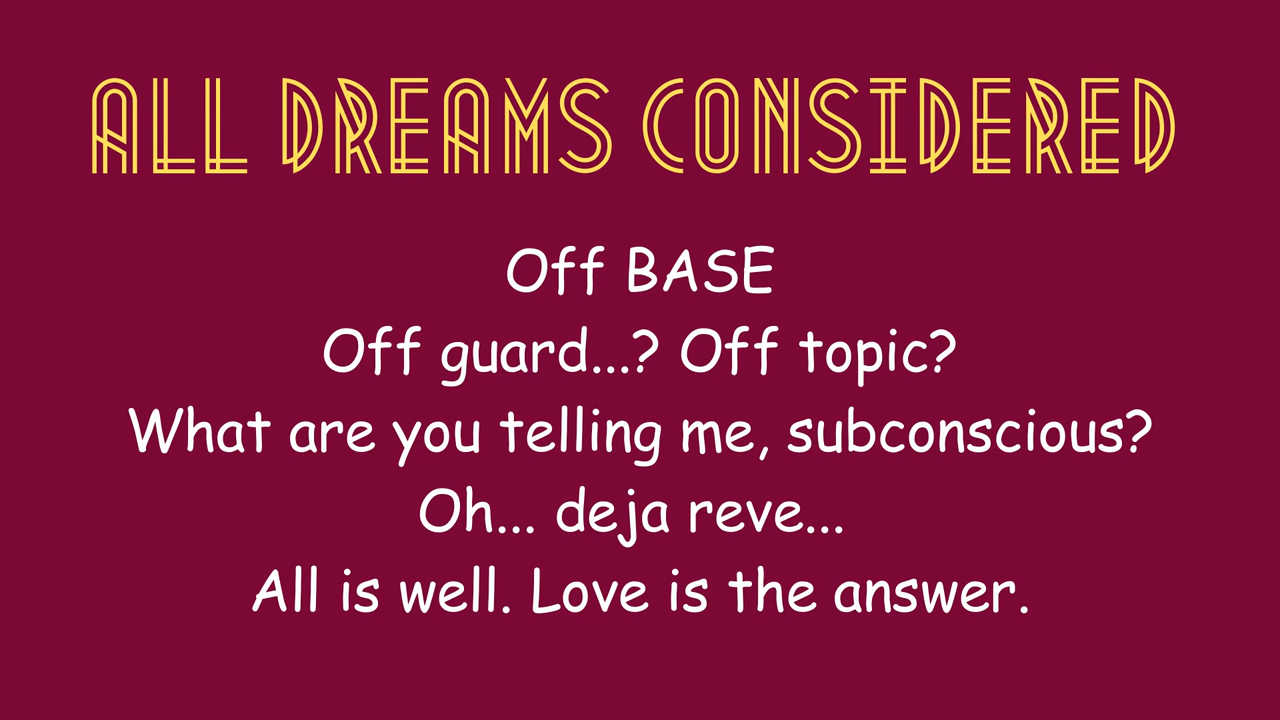 ALL DREAMS CONSIDERED
Off BASE
Off guard...? Off topic?
What are you telling me, subconscious?
Oh... deja reve...
All is well. Love is the answer.